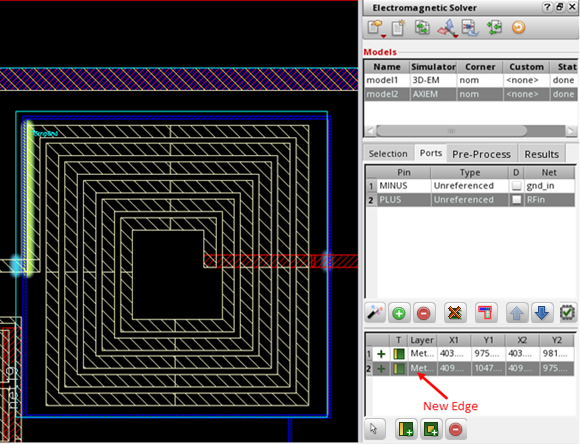 Electromagnetic Solver
Models
Name Simulator Corner Custom Stat
model1 3D-EM nom <none> done
model2 AXIEM nom <none> done
Selection Ports Pre-Process Results
Pin Type D Net
1 MINUS Unreferenced gnd_in
2 PLUS Unreferenced RFin
T Layer X1 Y1 X2 Y2
1 Met... 403.... 975.... 403.... 981....
2 Met... 409.... 1047.... 409.... 975....
New Edge
net19